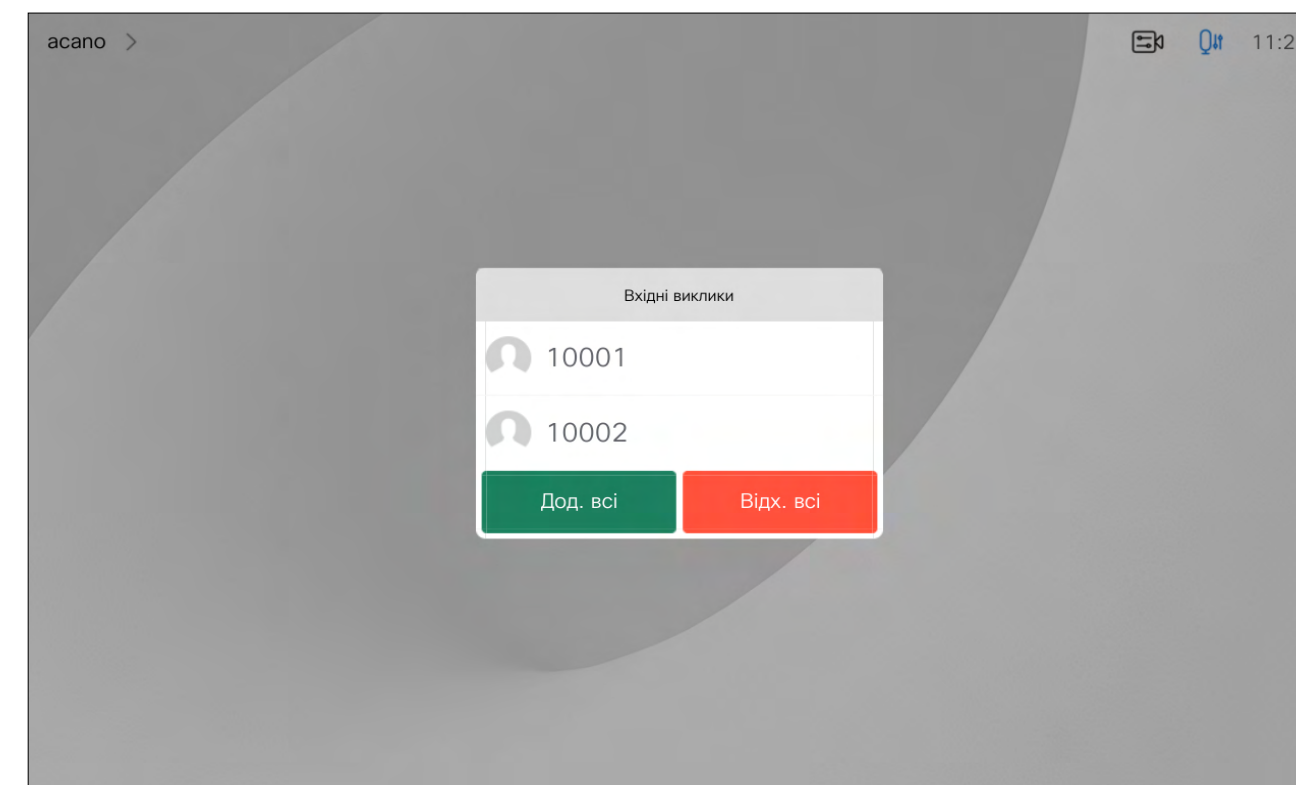 acano
11:2
Вхідні виклики
10001
10002
Дод. всі
Відх. всі